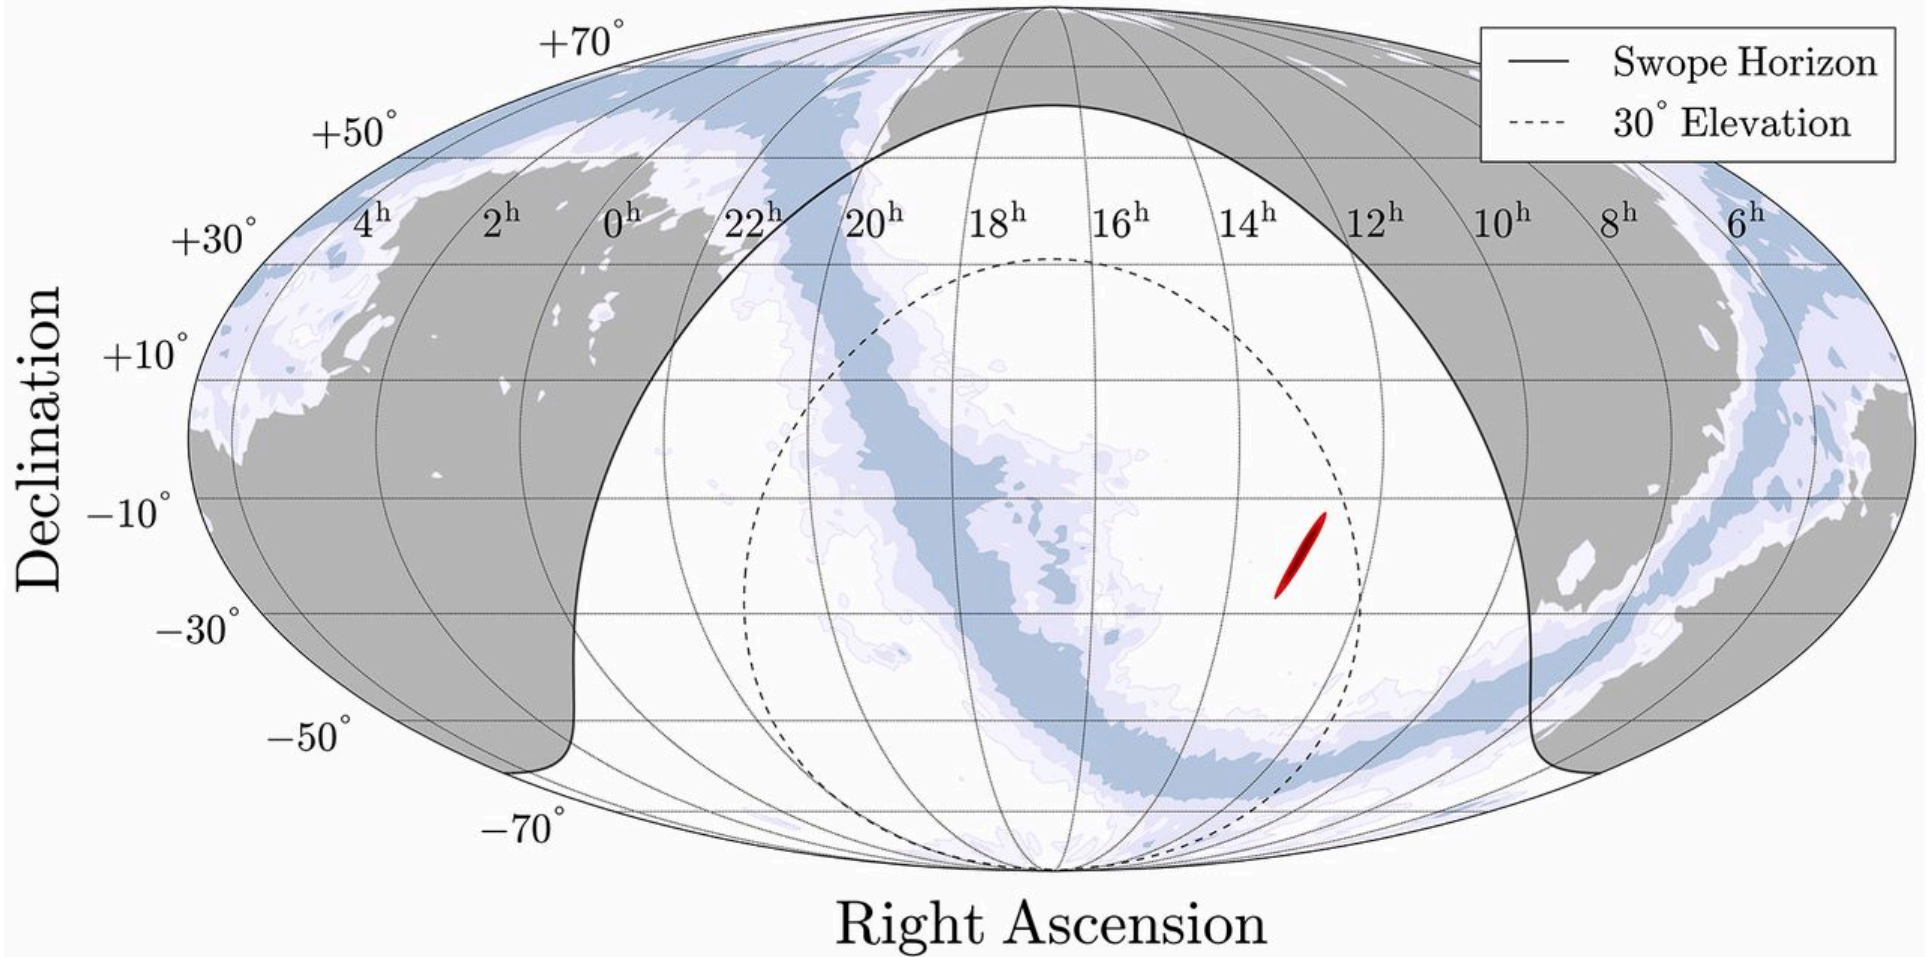 +70°
Swope Horizon
30° Elevation
+50°
4h 2h 0h 22h 20h 18h 16h 14h 12h 10h 8h 6h
+30°
+10°
−10°
−30°
−50°
−70°
Declination
Right Ascension